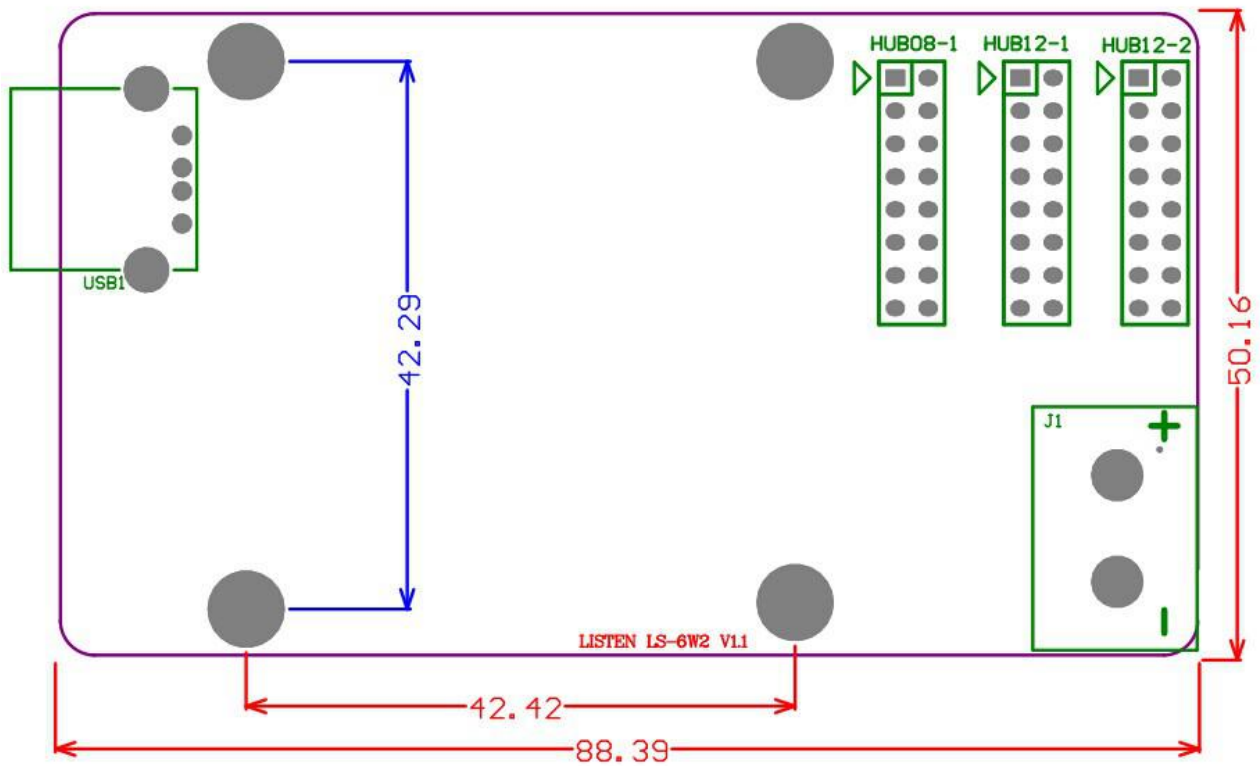 HUB08-1 HUB12-1 HUB12-2
USB1
42.29
50.16
J1
+
-
LISTEN LS-6W2 V1.1
42.42
88.39